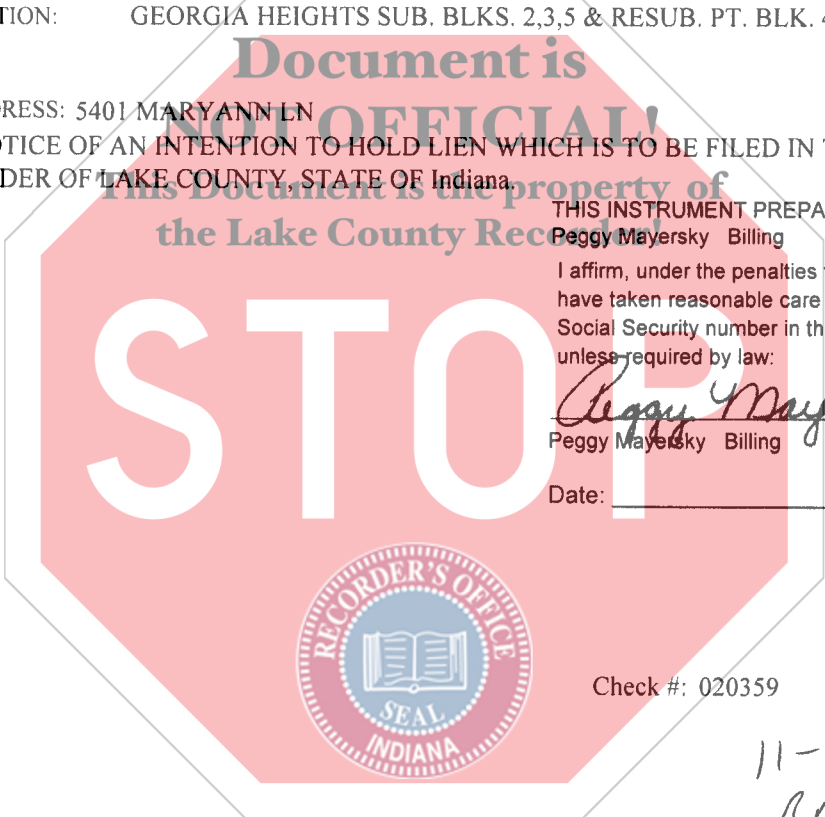 TION: GEORGIA HEIGHTS SUB. BLKS. 2,3,5 & RESUB. PT. BLK. 4
Document is
RESS: 5401 MARYANN LN
NOT OFFICIAL!
OTICE OF AN INTENTION TO HOLD LIEN WHICH IS TO BE FILED IN
DER OF LAKE COUNTY, STATE OF Indiana.
This Document is the property of
the Lake County Recorder!
THIS INSTRUMENT PREPA
Peggy Mayersky Billing
I affirm, under the penalties
have taken reasonable care
Social Security number in th
unless required by law:
STOP
Peggy May
Peggy Mayersky Billing
Date:
RECORDER'S OFFICE
SEAL
INDIANA
Check #: 020359
11-